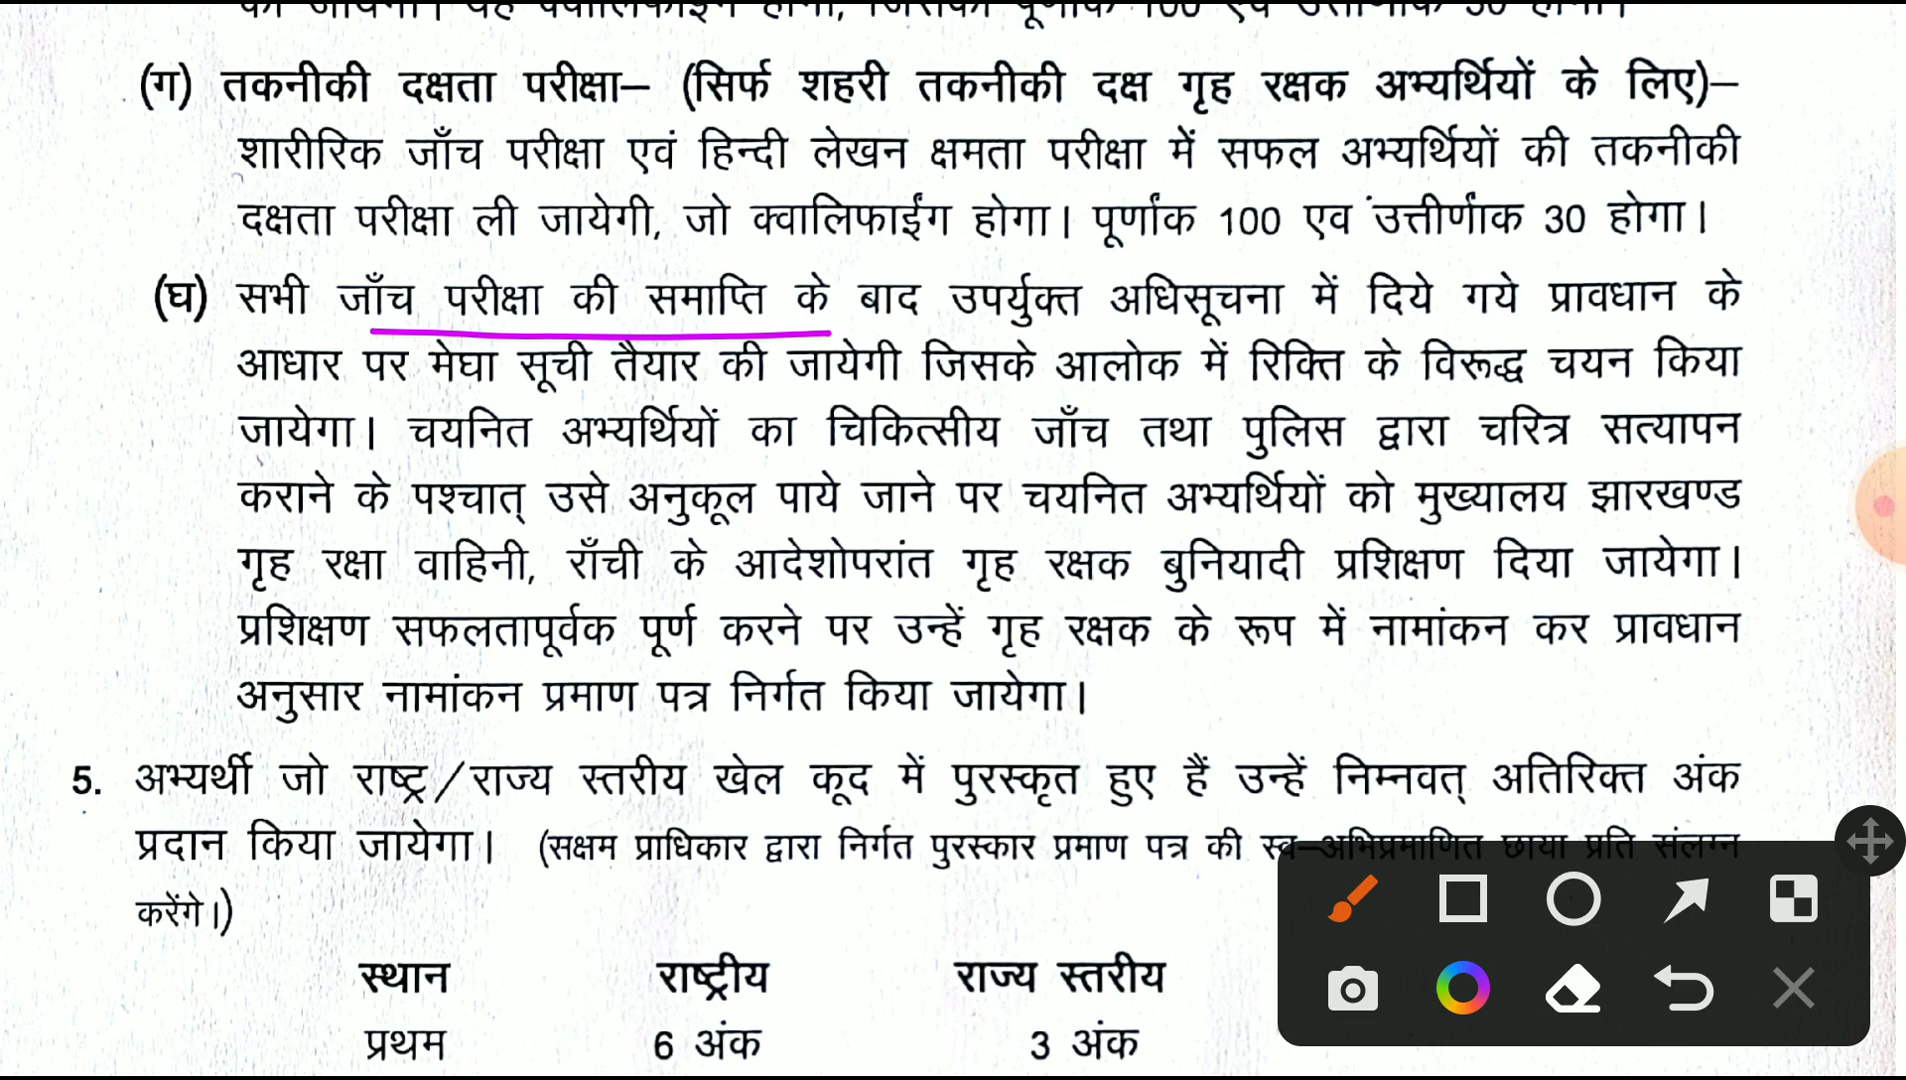 (ग) तकनीकी दक्षता परीक्षा– (सिर्फ शहरी तकनीकी दक्ष गृह रक्षक अभ्यर्थियों के लिए)–
शारीरिक जाँच परीक्षा एवं हिन्दी लेखन क्षमता परीक्षा में सफल अभ्यर्थियों की तकनीकी
दक्षता परीक्षा ली जायेगी, जो क्वालिफाईंग होगा। पूर्णांक 100 एव उत्तीर्णांक 30 होगा।
(घ) सभी जाँच परीक्षा की समाप्ति के बाद उपर्युक्त अधिसूचना में दिये गये प्रावधान के
आधार पर मेघा सूची तैयार की जायेगी जिसके आलोक में रिक्ति के विरूद्ध चयन किया
जायेगा। चयनित अभ्यर्थियों का चिकित्सीय जाँच तथा पुलिस द्वारा चरित्र सत्यापन
कराने के पश्चात् उसे अनुकूल पाये जाने पर चयनित अभ्यर्थियों को मुख्यालय झारखण्ड
गृह रक्षा वाहिनी, राँची के आदेशोपरांत गृह रक्षक बुनियादी प्रशिक्षण दिया जायेगा।
प्रशिक्षण सफलतापूर्वक पूर्ण करने पर उन्हें गृह रक्षक के रूप में नामांकन कर प्रावधान
अनुसार नामांकन प्रमाण पत्र निर्गत किया जायेगा।
5. अभ्यर्थी जो राष्ट्र/राज्य स्तरीय खेल कूद में पुरस्कृत हुए हैं उन्हें निम्नवत् अतिरिक्त अंक
प्रदान किया जायेगा। (सक्षम प्राधिकार द्वारा निर्गत पुरस्कार प्रमाण पत्र की स्व–अभिप्रमाणित छाया प्रति संलग्न
करेंगे।)
स्थान राष्ट्रीय राज्य स्तरीय
प्रथम 6 अंक 3 अंक